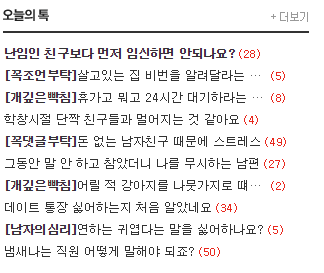 오늘의 톡
+ 더보기
난임인 친구보다 먼저 임신하면 안되나요? (28)
[꼭조언부탁]살고있는 집 비번을 알려달라는 … (5)
[개깊은빡침]휴가고 뭐고 24시간 대기하라는 … (8)
학창시절 단짝 친구들과 멀어지는 것 같아요 (4)
[꼭댓글부탁]돈 없는 남자친구 때문에 스트레스 (49)
그동안 말 안 하고 참았더니 나를 무시하는 남편 (27)
[개깊은빡침]어릴 적 강아지를 나뭇가지로 때… (2)
데이트 통장 싫어하는지 처음 알았네요 (34)
[남자의심리]연하는 귀엽다는 말을 싫어하나요? (5)
냄새나는 직원 어떻게 말해야 되죠? (50)